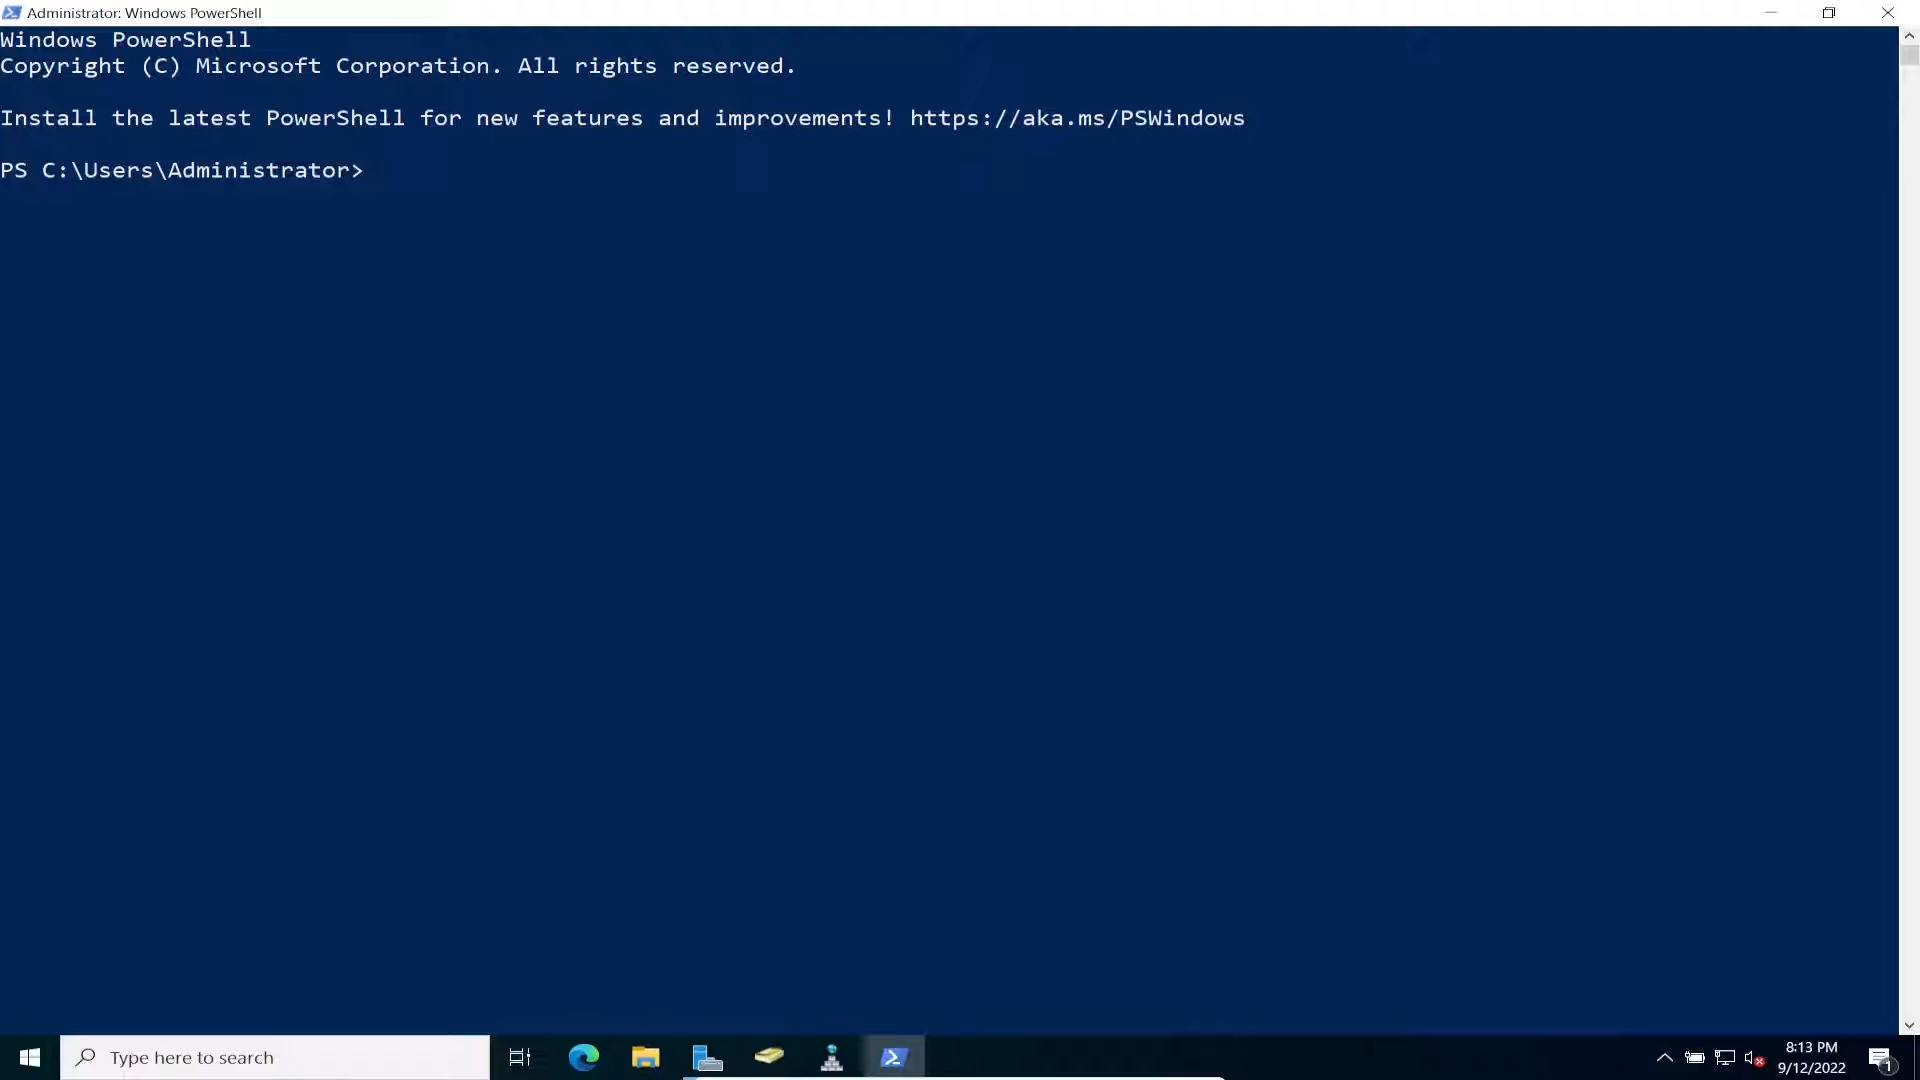 Administrator: Windows PowerShell
Windows PowerShell
Copyright (C) Microsoft Corporation. All rights reserved.
Install the latest PowerShell for new features and improvements! https://aka.ms/PSWindows
PS C:\Users\Administrator>
Type here to search
8:13 PM
9/12/2022
1